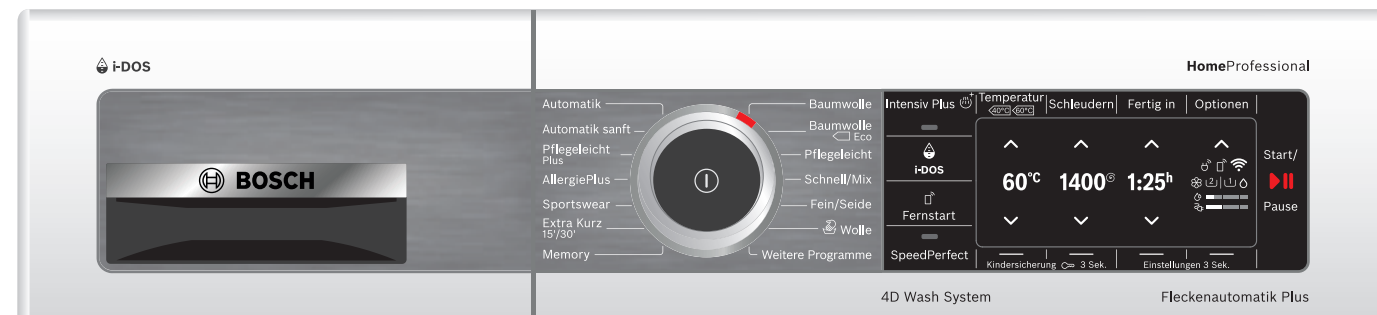 i-DOS
HomeProfessional
BOSCH
Automatik
Automatik sanft
Pflegeleicht
Plus
AllergiePlus
Sportswear
Extra Kurz
15'/30'
Memory
Baumwolle
Baumwolle
Eco
Pflegeleicht
Schnell/Mix
Fein/Seide
Wolle
Weitere Programme
Intensiv Plus
i-DOS
Fernstart
SpeedPerfect
Temperatur
40°C 60°C
Schleudern
Fertig in
Optionen
60°C
1400
1:25h
Kindersicherung 3 Sek.
Einstellungen 3 Sek.
Start/
Pause
4D Wash System
Fleckenautomatik Plus